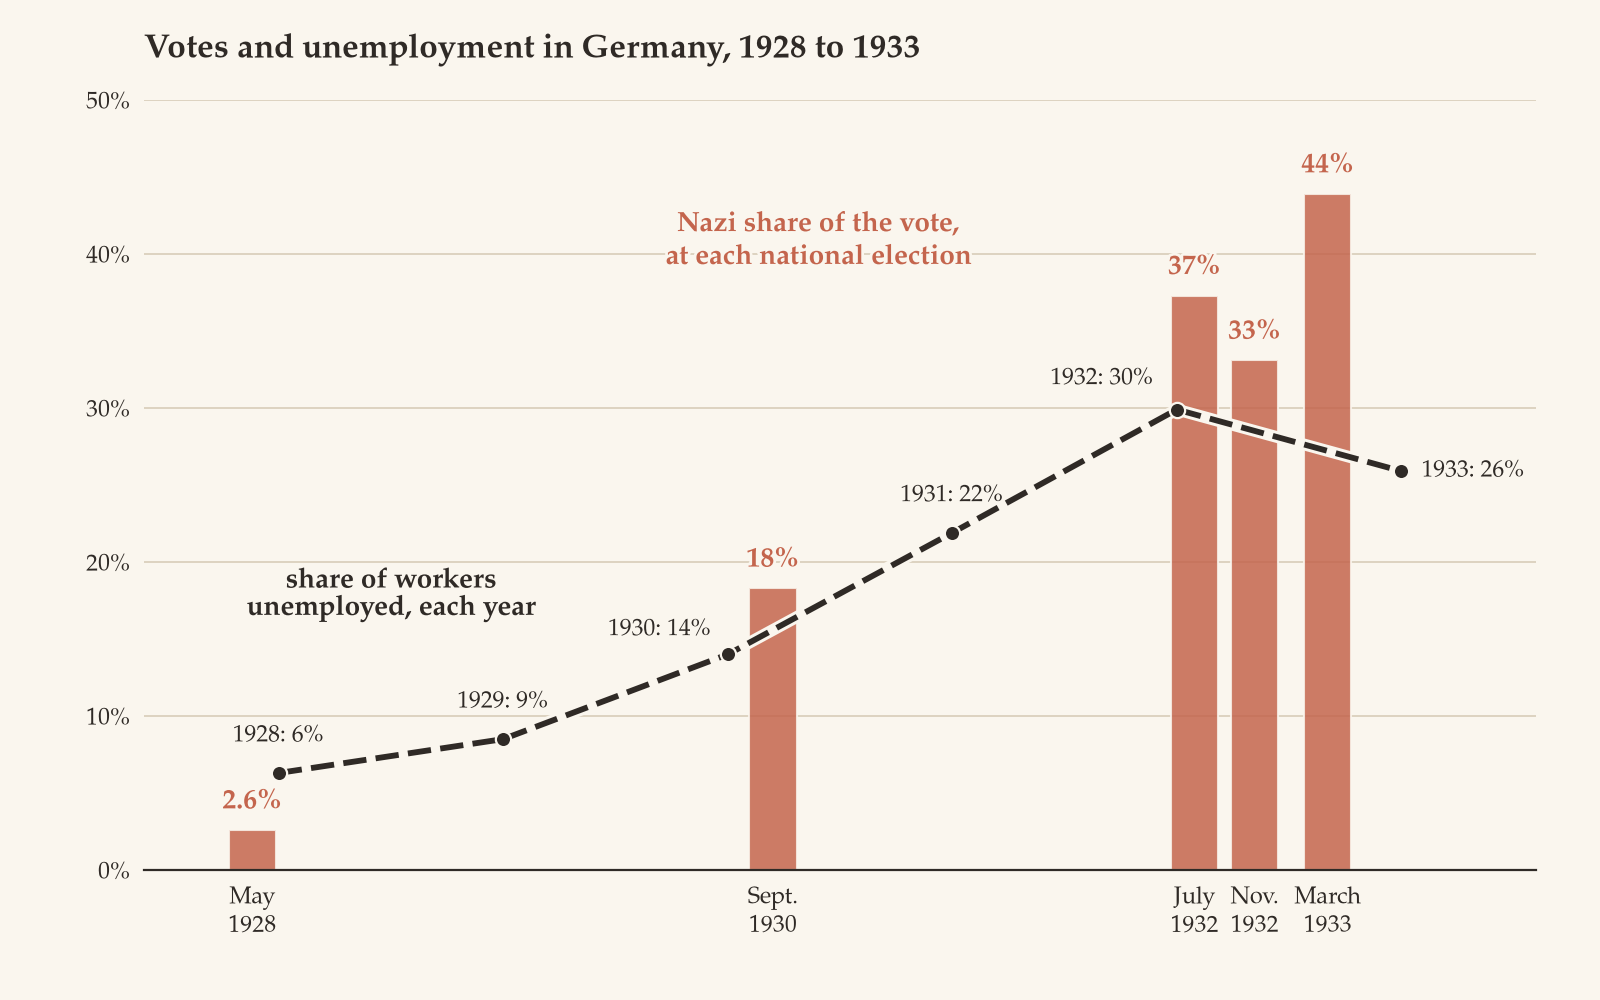 Votes and unemployment in Germany, 1928 to 1933
50%
44%
Nazi share of the vote,
at each national election
40%
37%
33%
1932: 30%
30%
1933: 26%
1931: 22%
20%
18%
share of workers
unemployed, each year
1930: 14%
1929: 9%
10%
1928: 6%
2.6%
0%
May
1928
Sept.
1930
July
1932
Nov.
1932
March
1933